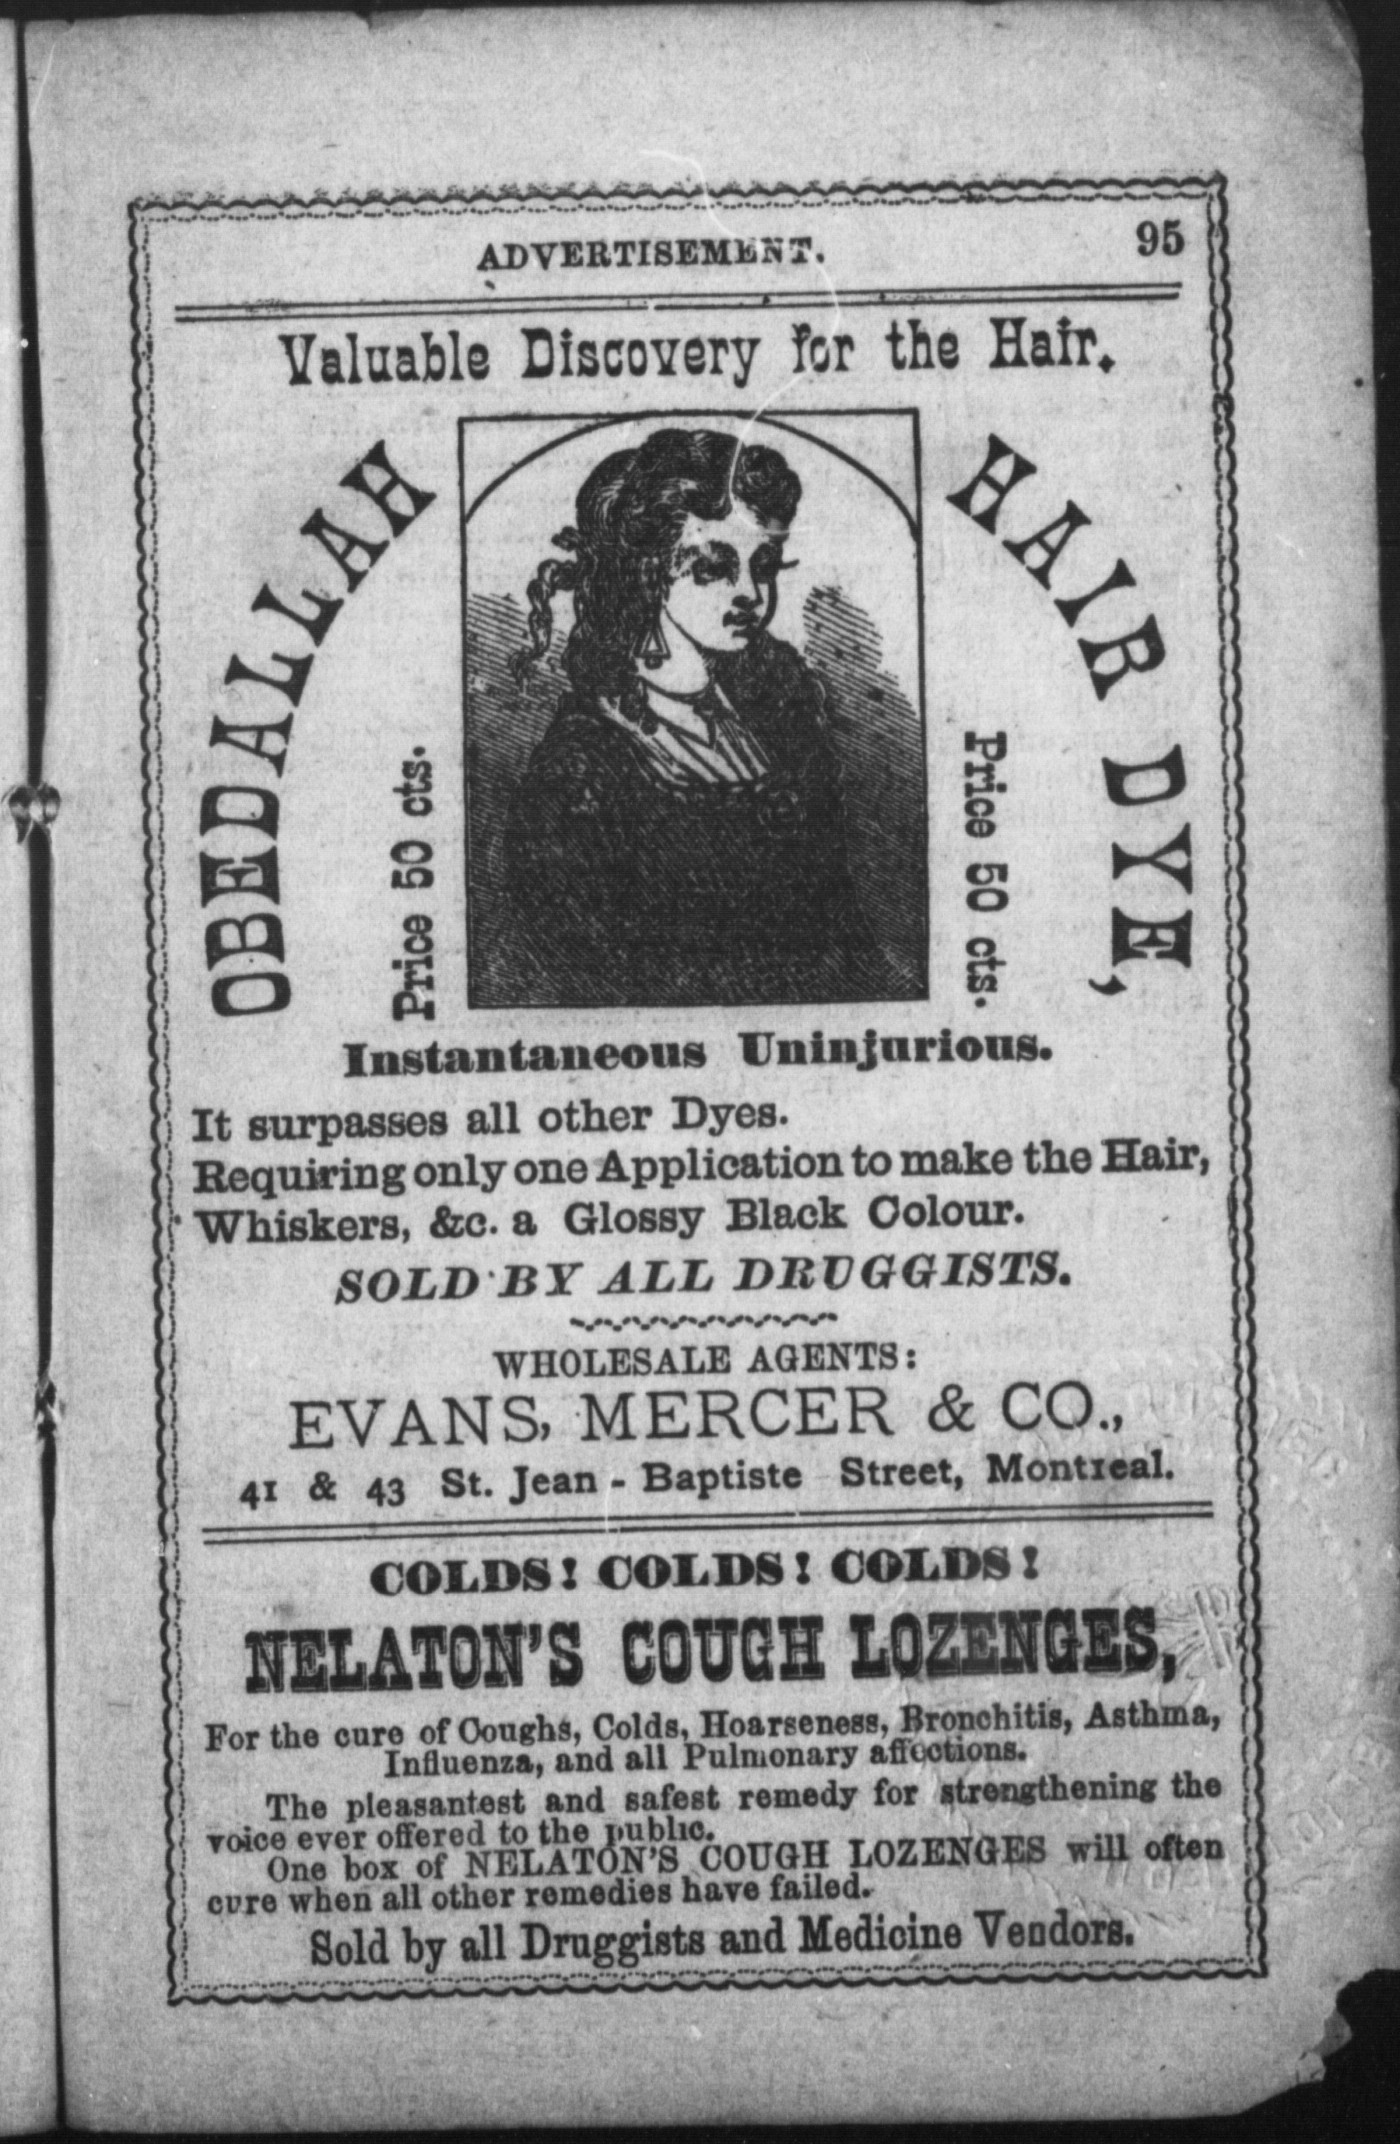 ADVERTISEMENT.
95
Valuable Discovery for the Hair.
OBEDALLAH HAIR DYE,
Price 50 cts.
Price 50 cts.
Instantaneous Uninjurious.
It surpasses all other Dyes.
Requiring only one Application to make the Hair,
Whiskers, &c. a Glossy Black Colour.
SOLD BY ALL DRUGGISTS.
WHOLESALE AGENTS:
EVANS, MERCER & CO.,
41 & 43 St. Jean-Baptiste Street, Montreal.
COLDS! COLDS! COLDS!
NELATON'S COUGH LOZENGES,
For the cure of Coughs, Colds, Hoarseness, Bronchitis, Asthma,
Influenza, and all Pulmonary affections.
The pleasantest and safest remedy for strengthening the
voice ever offered to the public.
One box of NELATON'S COUGH LOZENGES will often
cure when all other remedies have failed.
Sold by all Druggists and Medicine Vendors.